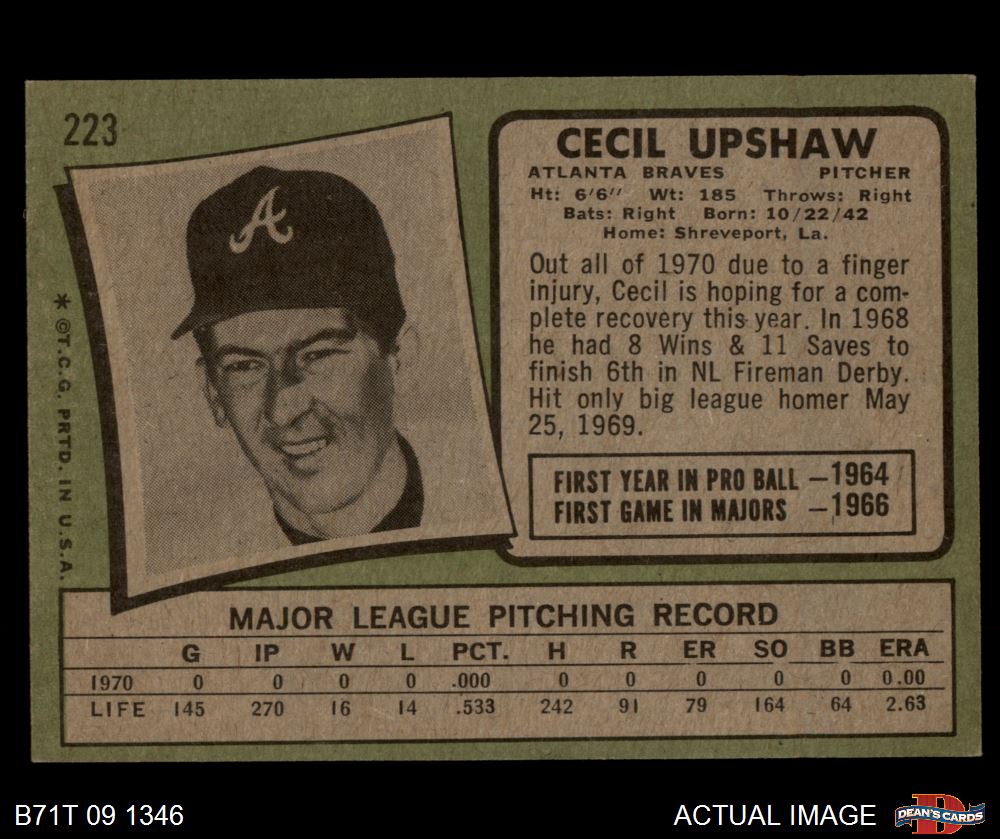 223
CECIL UPSHAW
ATLANTA BRAVES PITCHER
Ht: 6'6" Wt: 185 Throws: Right
Bats: Right Born: 10/22/42
Home: Shreveport, La.
Out all of 1970 due to a finger
injury, Cecil is hoping for a com-
plete recovery this year. In 1968
he had 8 Wins & 11 Saves to
finish 6th in NL Fireman Derby.
Hit only big league homer May
25, 1969.
FIRST YEAR IN PRO BALL —1964
FIRST GAME IN MAJORS —1966
A
* ©T.C.G. PRTD. IN U.S.A.
MAJOR LEAGUE PITCHING RECORD
G IP W L PCT. H R ER SO BB ERA
1970 0 0 0 0 .000 0 0 0 0 0 0.00
LIFE 145 270 16 14 .533 242 91 79 164 64 2.63
B71T 09 1346
ACTUAL IMAGE
D
DEAN'S CARDS